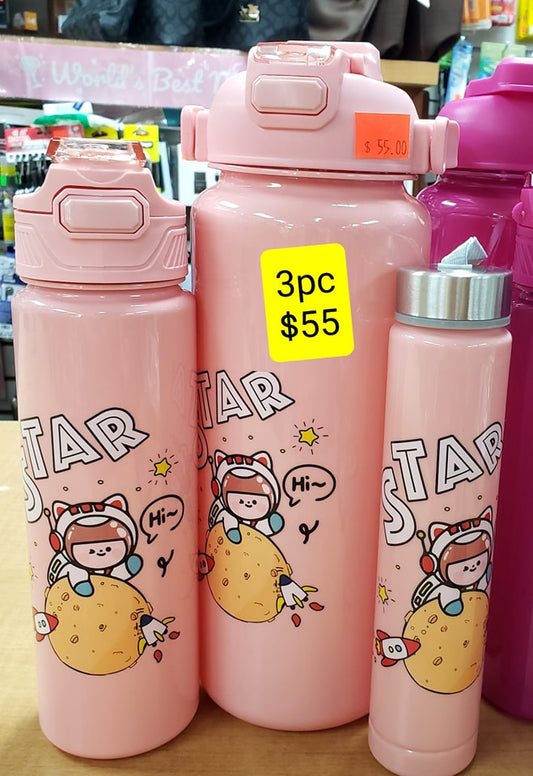 World's Best
$ 55.00
3pc
$55
STAR
Hi~
STAR
Hi~
STAR